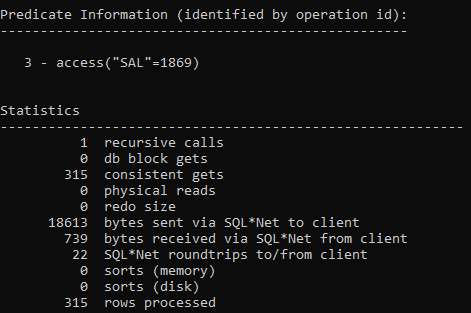 Predicate Information (identified by operation id):
---------------------------------------------------
3 - access("SAL"=1869)
Statistics
----------------------------------------------------------
1 recursive calls
0 db block gets
315 consistent gets
0 physical reads
0 redo size
18613 bytes sent via SQL*Net to client
739 bytes received via SQL*Net from client
22 SQL*Net roundtrips to/from client
0 sorts (memory)
0 sorts (disk)
315 rows processed